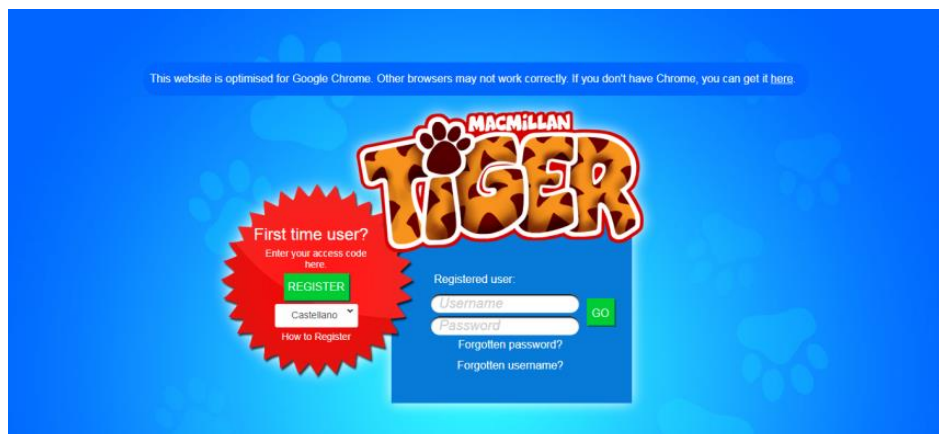 This website is optimised for Google Chrome. Other browsers may not work correctly. If you don't have Chrome, you can get it here.
MACMiLLAN
TiGER
First time user?
Enter your access code
here.
REGISTER
Castellano
How to Register
Registered user:
Username
Password
GO
Forgotten password?
Forgotten username?